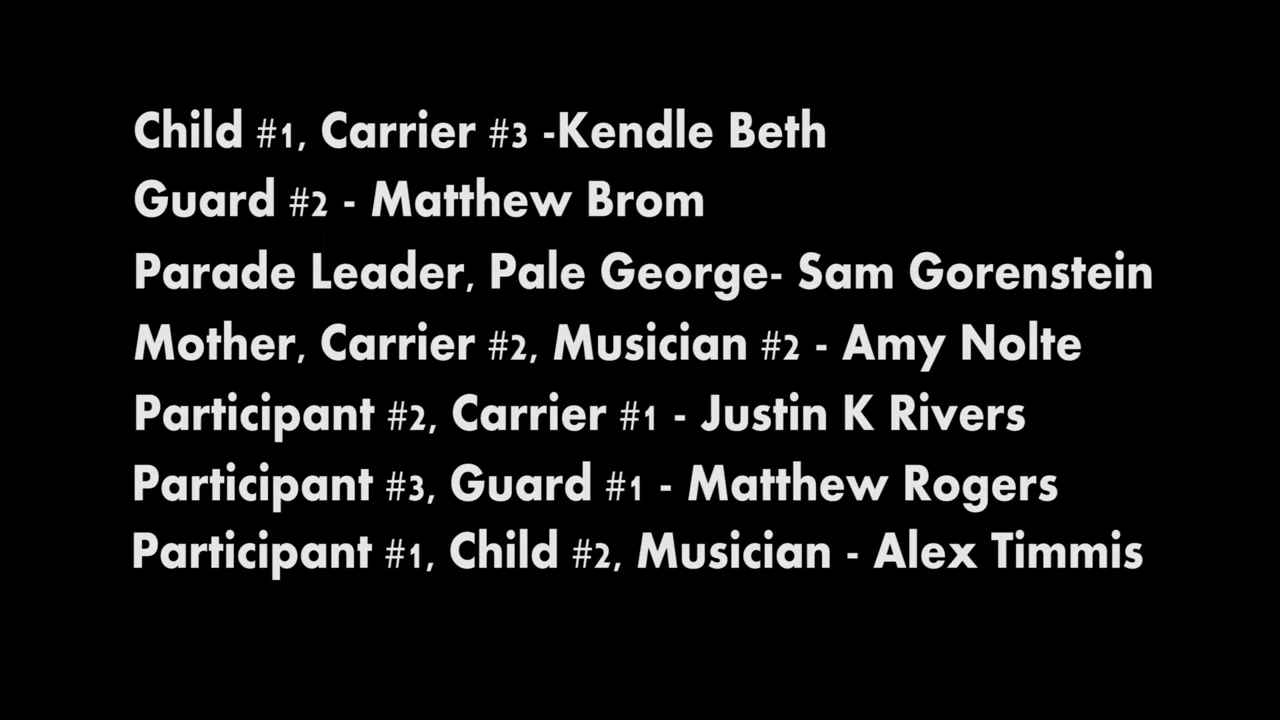 Child #1, Carrier #3 -Kendle Beth
Guard #2 - Matthew Brom
Parade Leader, Pale George- Sam Gorenstein
Mother, Carrier #2, Musician #2 - Amy Nolte
Participant #2, Carrier #1 - Justin K Rivers
Participant #3, Guard #1 - Matthew Rogers
Participant #1, Child #2, Musician - Alex Timmis